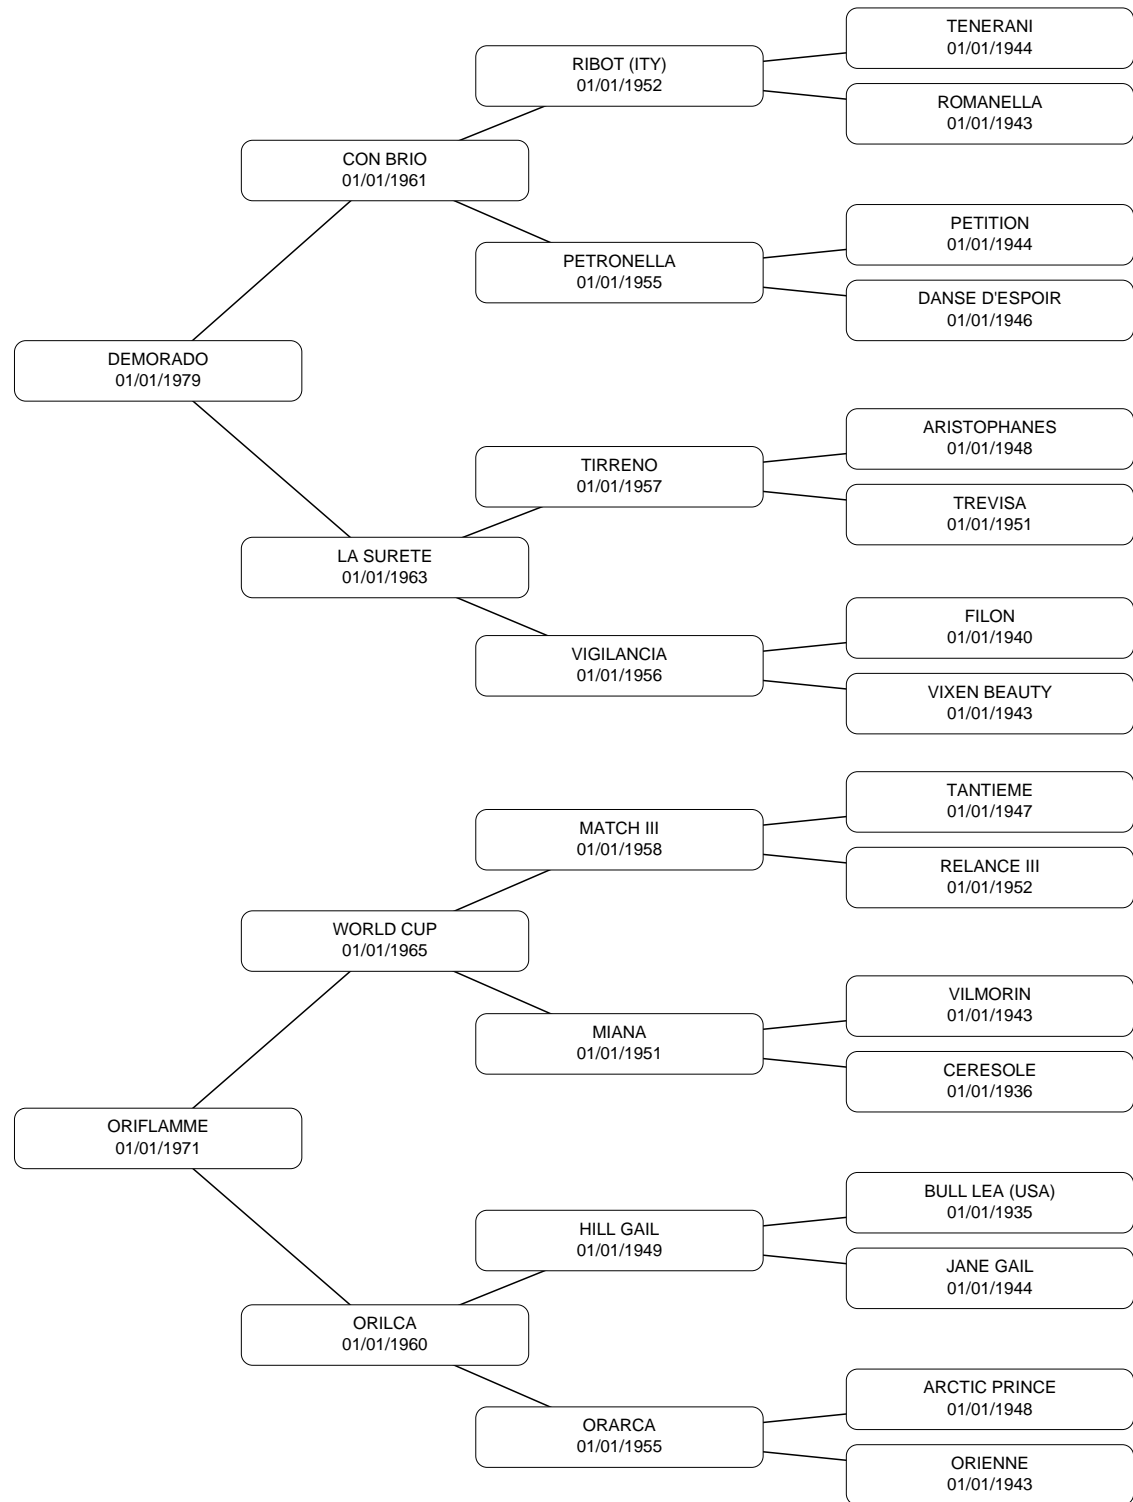 TENERANI
01/01/1944
RIBOT (ITY)
01/01/1952
ROMANELLA
01/01/1943
CON BRIO
01/01/1961
PETITION
01/01/1944
PETRONELLA
01/01/1955
DANSE D'ESPOIR
01/01/1946
DEMORADO
01/01/1979
ARISTOPHANES
01/01/1948
TIRRENO
01/01/1957
TREVISA
01/01/1951
LA SURETE
01/01/1963
FILON
01/01/1940
VIGILANCIA
01/01/1956
VIXEN BEAUTY
01/01/1943
TANTIEME
01/01/1947
MATCH III
01/01/1958
RELANCE III
01/01/1952
WORLD CUP
01/01/1965
VILMORIN
01/01/1943
MIANA
01/01/1951
CERESOLE
01/01/1936
ORIFLAMME
01/01/1971
BULL LEA (USA)
01/01/1935
HILL GAIL
01/01/1949
JANE GAIL
01/01/1944
ORILCA
01/01/1960
ARCTIC PRINCE
01/01/1948
ORARCA
01/01/1955
ORIENNE
01/01/1943